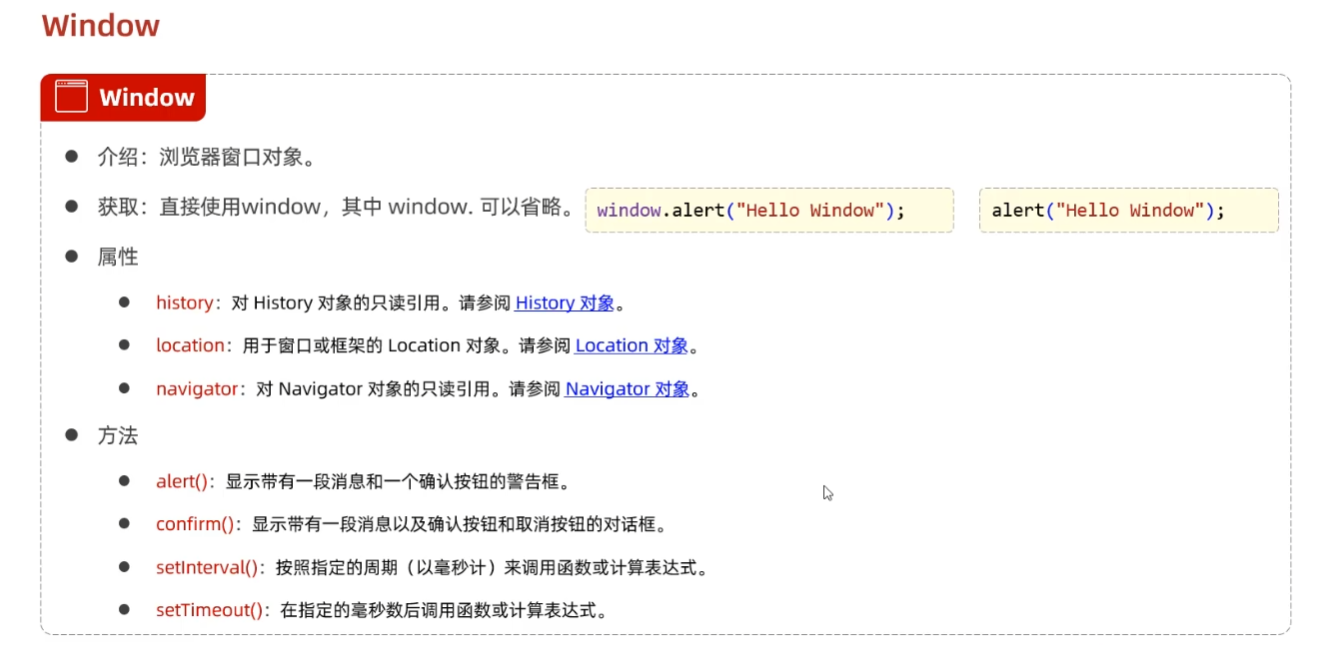 Window
Window
介绍：浏览器窗口对象。
获取：直接使用window，其中 window. 可以省略。 window.alert("Hello Window"); alert("Hello Window");
属性
history：对 History 对象的只读引用。请参阅 History 对象。
location：用于窗口或框架的 Location 对象。请参阅 Location 对象。
navigator：对 Navigator 对象的只读引用。请参阅 Navigator 对象。
方法
alert()：显示带有一段消息和一个确认按钮的警告框。
confirm()：显示带有一段消息以及确认按钮和取消按钮的对话框。
setInterval()：按照指定的周期（以毫秒计）来调用函数或计算表达式。
setTimeout()：在指定的毫秒数后调用函数或计算表达式。